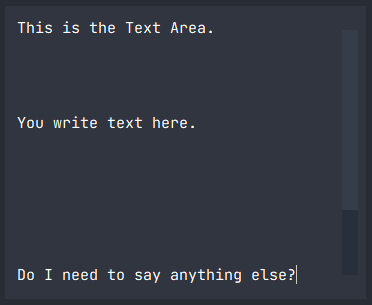 This is the Text Area.
You write text here.
Do I need to say anything else?